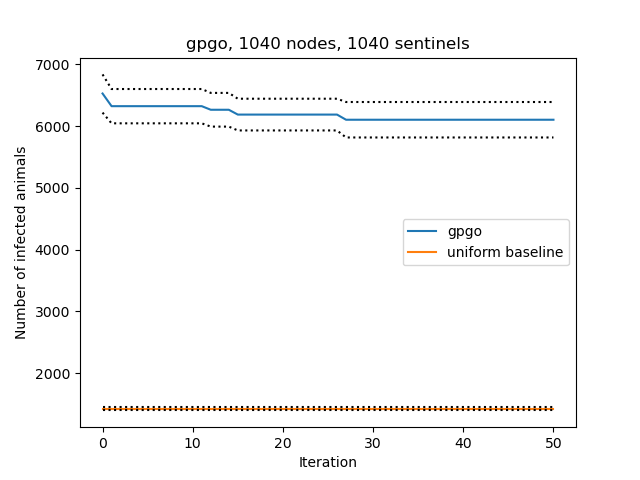 gpgo, 1040 nodes, 1040 sentinels
7000
6000
5000
4000
3000
2000
Number of infected animals
gpgo
uniform baseline
0 10 20 30 40 50
Iteration